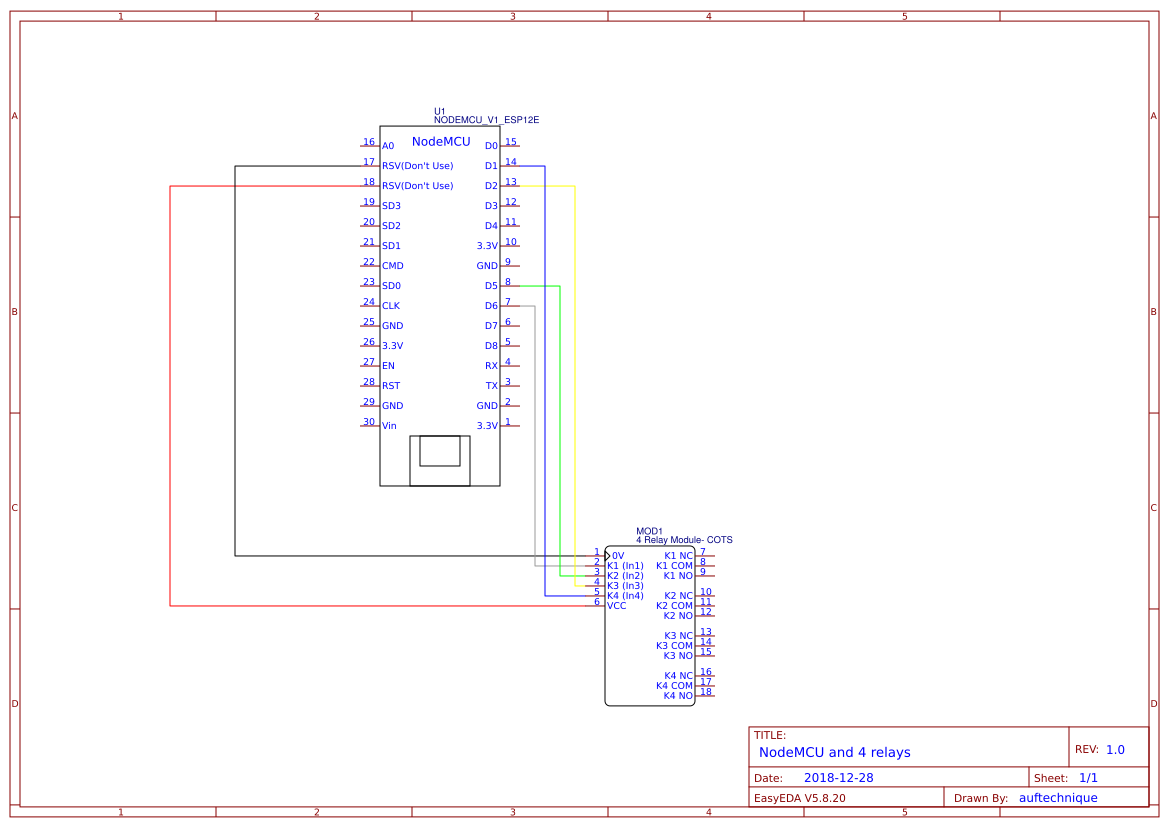 1 2 3 4 5
A A
B B
C C
D D
U1
NODEMCU_V1_ESP12E
NodeMCU
16 A0 D0 15
17 RSV(Don't Use) D1 14
18 RSV(Don't Use) D2 13
19 SD3 D3 12
20 SD2 D4 11
21 SD1 3.3V 10
22 CMD GND 9
23 SD0 D5 8
24 CLK D6 7
25 GND D7 6
26 3.3V D8 5
27 EN RX 4
28 RST TX 3
29 GND GND 2
30 Vin 3.3V 1
MOD1
4 Relay Module- COTS
1 0V K1 NC 7
2 K1 (In1) K1 COM 8
3 K2 (In2) K1 NO 9
4 K3 (In3)
5 K4 (In4) K2 NC 10
6 VCC K2 COM 11
K2 NO 12
K3 NC 13
K3 COM 14
K3 NO 15
K4 NC 16
K4 COM 17
K4 NO 18
TITLE:
NodeMCU and 4 relays
REV: 1.0
Date: 2018-12-28 Sheet: 1/1
EasyEDA V5.8.20 Drawn By: auftechnique
1 2 3 4 5